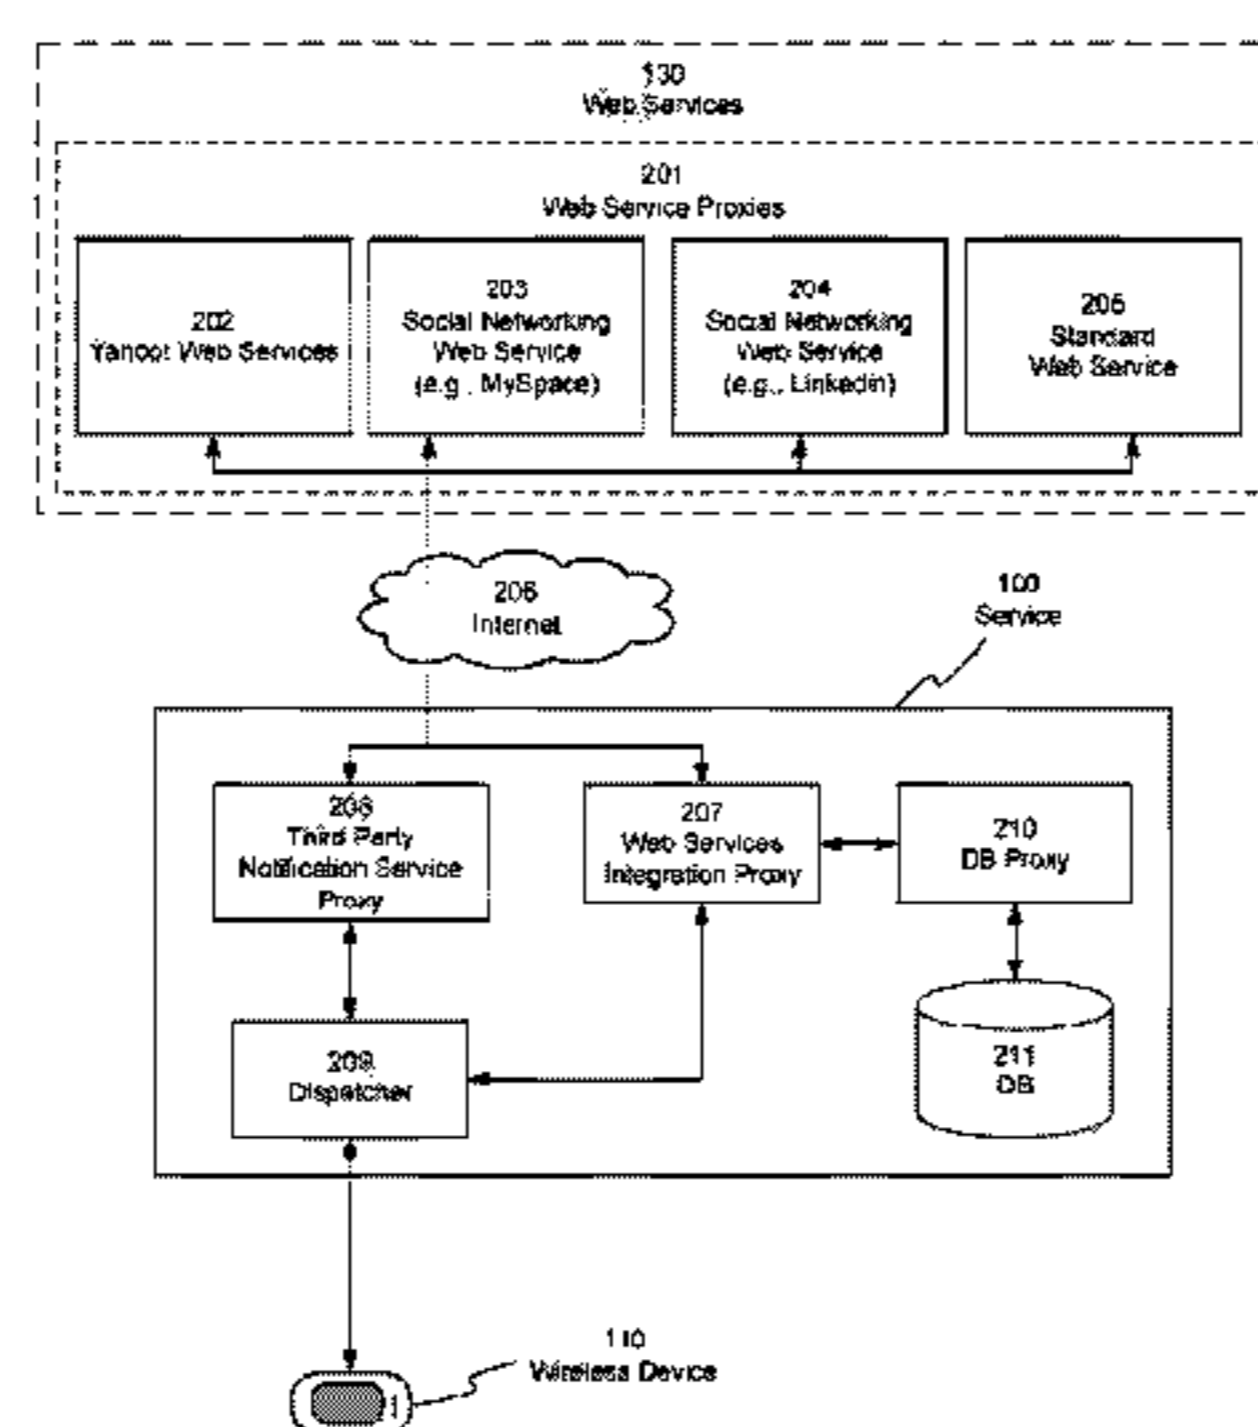 130
Web Services
201
Web Service Proxies
202
Yahoo! Web Services
203
Social Networking
Web Service
(e.g., MySpace)
204
Social Networking
Web Service
(e.g., LinkedIn)
205
Standard
Web Service
206
Internet
100
Service
208
Third Party
Notification Service
Proxy
207
Web Services
Integration Proxy
210
DB Proxy
209
Dispatcher
211
DB
110
Wireless Device